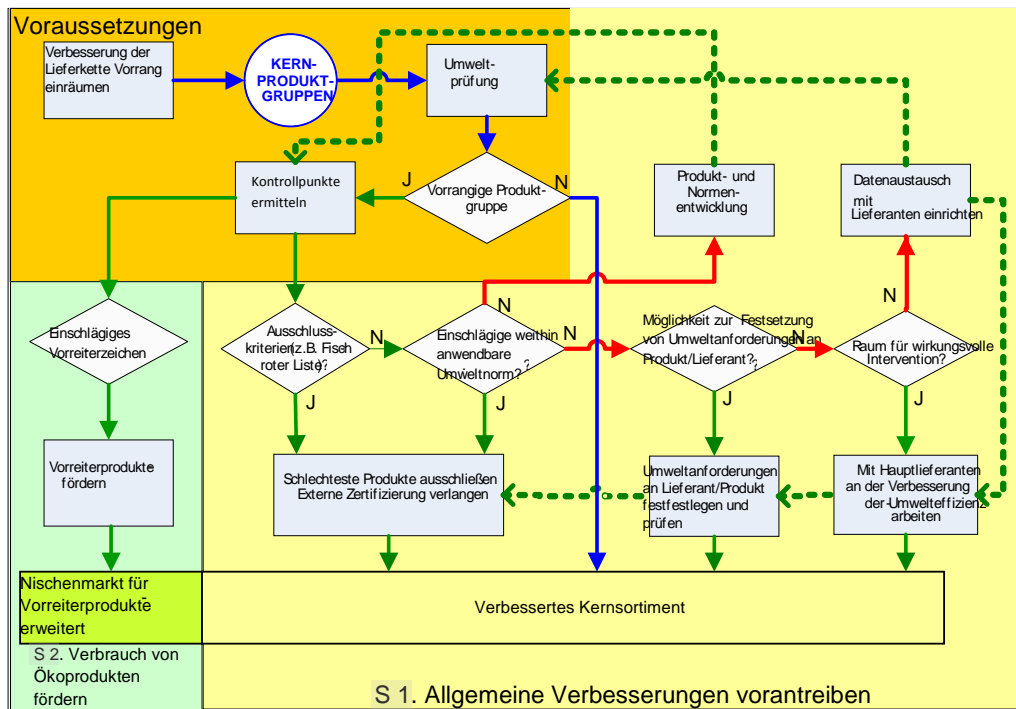 Voraussetzungen
Verbesserung der
Lieferkette Vorrang
einräumen
KERN-
PRODUKT-
GRUPPEN
Umwelt-
prüfung
Kontrollpunkte
ermitteln
J
Vorrangige Produkt-
gruppe
N
Produkt- und
Normen-
entwicklung
Datenaustausch
mit
Lieferanten einrichten
Einschlägiges
Vorreiterzeichen
Ausschluss-
kriterien(z.B. Fisch
roter Liste)?
N
J
N
Einschlägige weithin
anwendbare
Umweltnorm?
?
N
J
Möglichkeit zur Festsetzung
von Umweltanforderungen an
Produkt/Lieferant?
?
N
J
N
Raum für wirkungsvolle
Intervention?
J
Vorreiterprodukte-
fördern
Schlechteste Produkte ausschließen
Externe Zertifizierung verlangen
Umweltanforderungen
an Lieferant/Produkt
festfestlegen und
prüfen
Mit Hauptlieferanten
an der Verbesserung
der-Umwelteffizienz
arbeiten
Nischenmarkt für
Vorreiterprodukte-
erweitert
Verbessertes Kernsortiment
S 2. Verbrauch von
Ökoprodukten
fördern
S 1. Allgemeine Verbesserungen vorantreiben